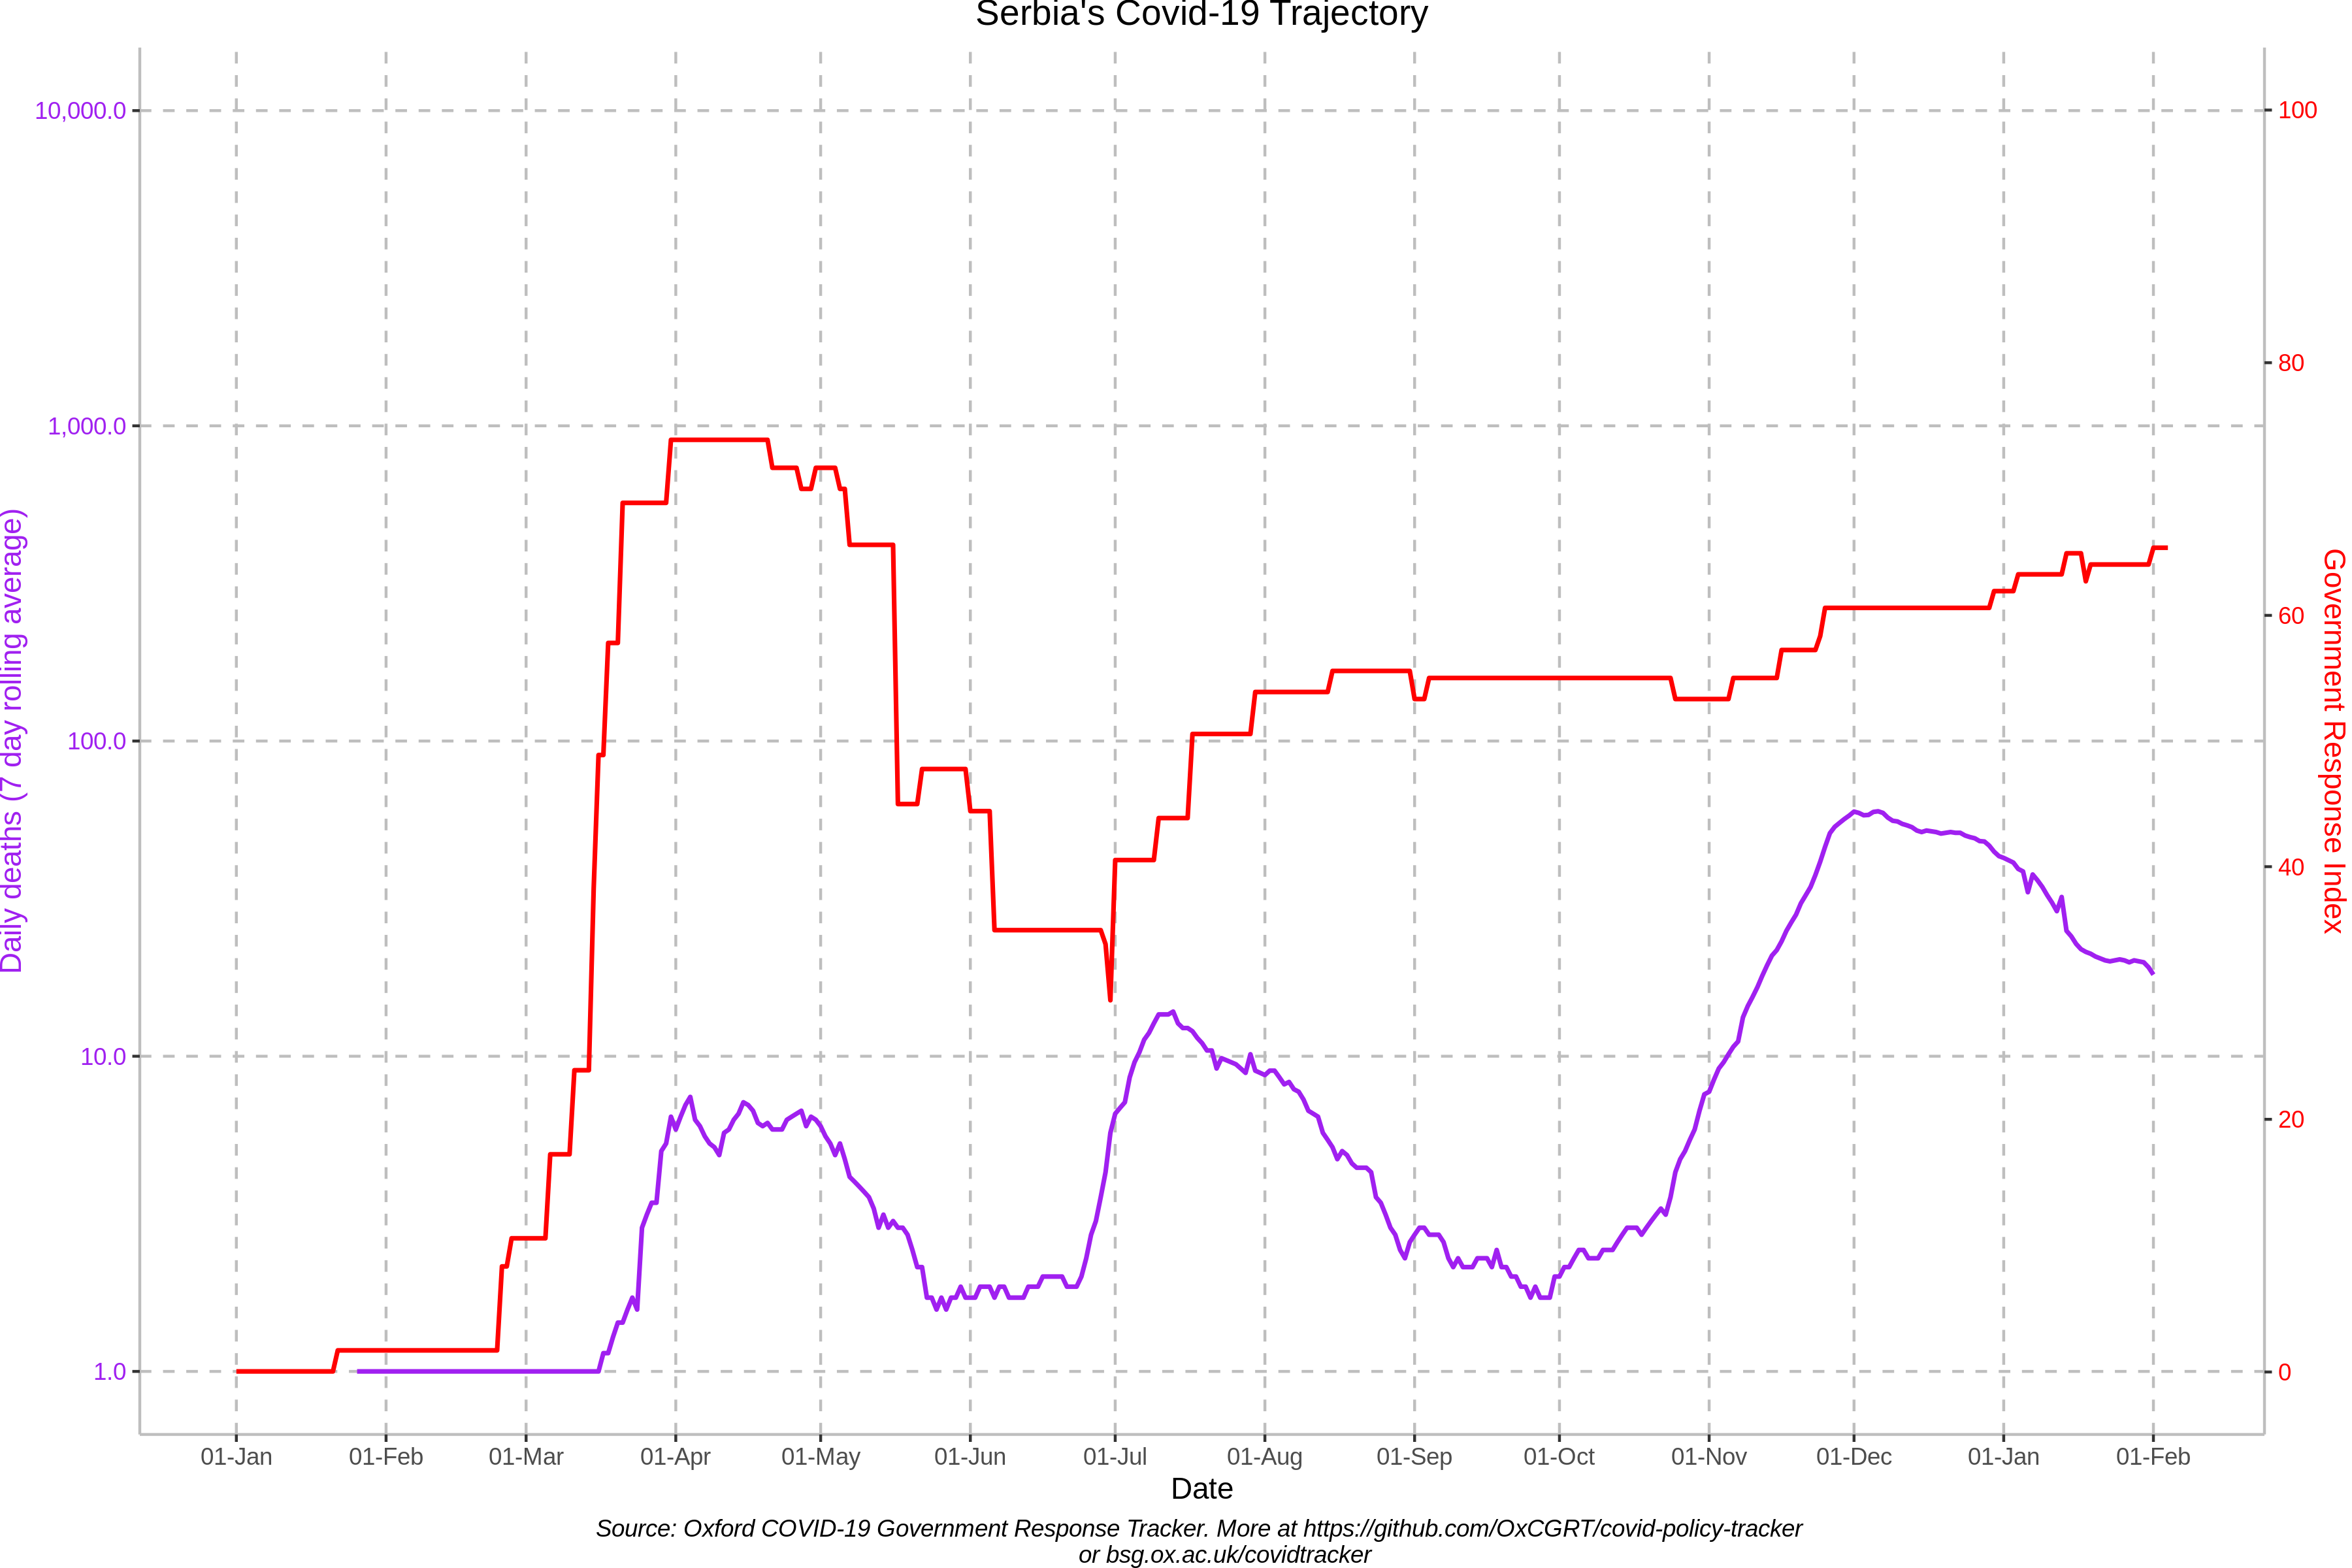 Serbia's Covid-19 Trajectory
10,000.0
1,000.0
100.0
10.0
1.0
Daily deaths (7 day rolling average)
100
80
60
40
20
0
Government Response Index
01-Jan
01-Feb
01-Mar
01-Apr
01-May
01-Jun
01-Jul
01-Aug
01-Sep
01-Oct
01-Nov
01-Dec
01-Jan
01-Feb
Date
Source: Oxford COVID-19 Government Response Tracker. More at https://github.com/OxCGRT/covid-policy-tracker
or bsg.ox.ac.uk/covidtracker